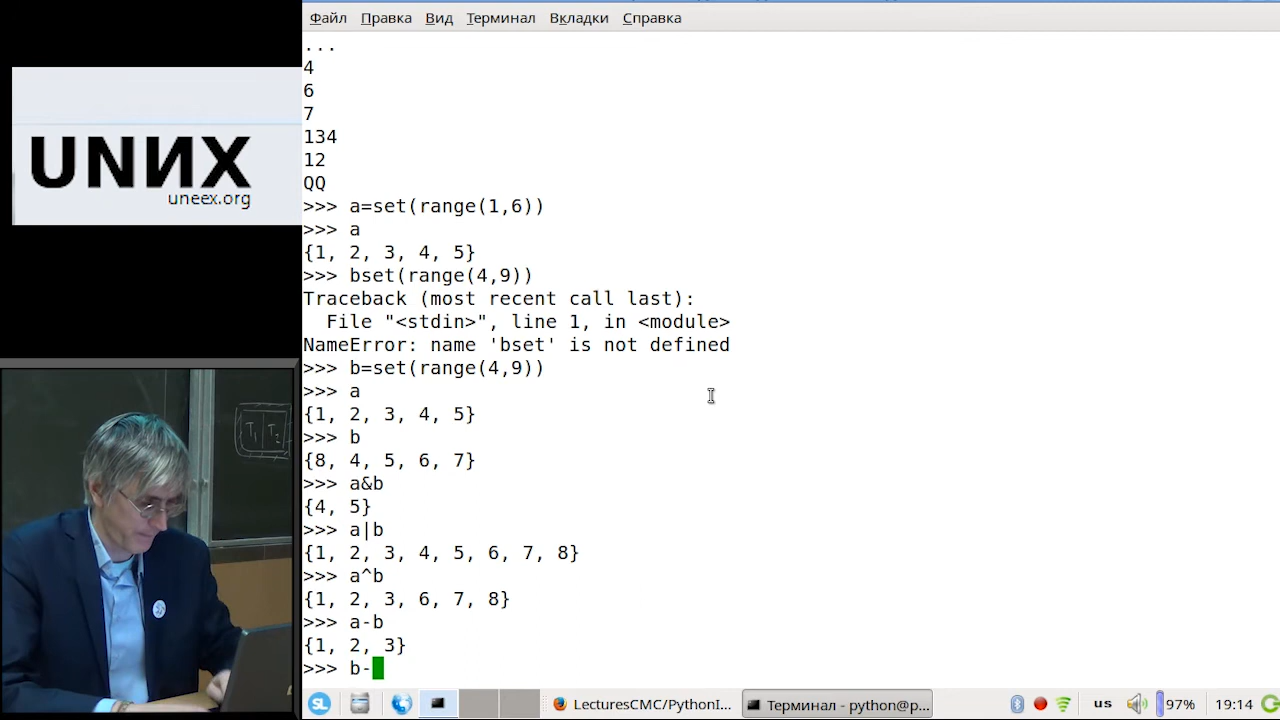 Файл Правка Вид Терминал Вкладки Справка
...
4
6
7
134
12
QQ
>>> a=set(range(1,6))
>>> a
{1, 2, 3, 4, 5}
>>> bset(range(4,9))
Traceback (most recent call last):
  File "<stdin>", line 1, in <module>
NameError: name 'bset' is not defined
>>> b=set(range(4,9))
>>> a
{1, 2, 3, 4, 5}
>>> b
{8, 4, 5, 6, 7}
>>> a&b
{4, 5}
>>> a|b
{1, 2, 3, 4, 5, 6, 7, 8}
>>> a^b
{1, 2, 3, 6, 7, 8}
>>> a-b
{1, 2, 3}
>>> b-
UNИX
uneex.org
T1 T2
SL LecturesCMC/PythonI... Терминал - python@p... us 97% 19:14